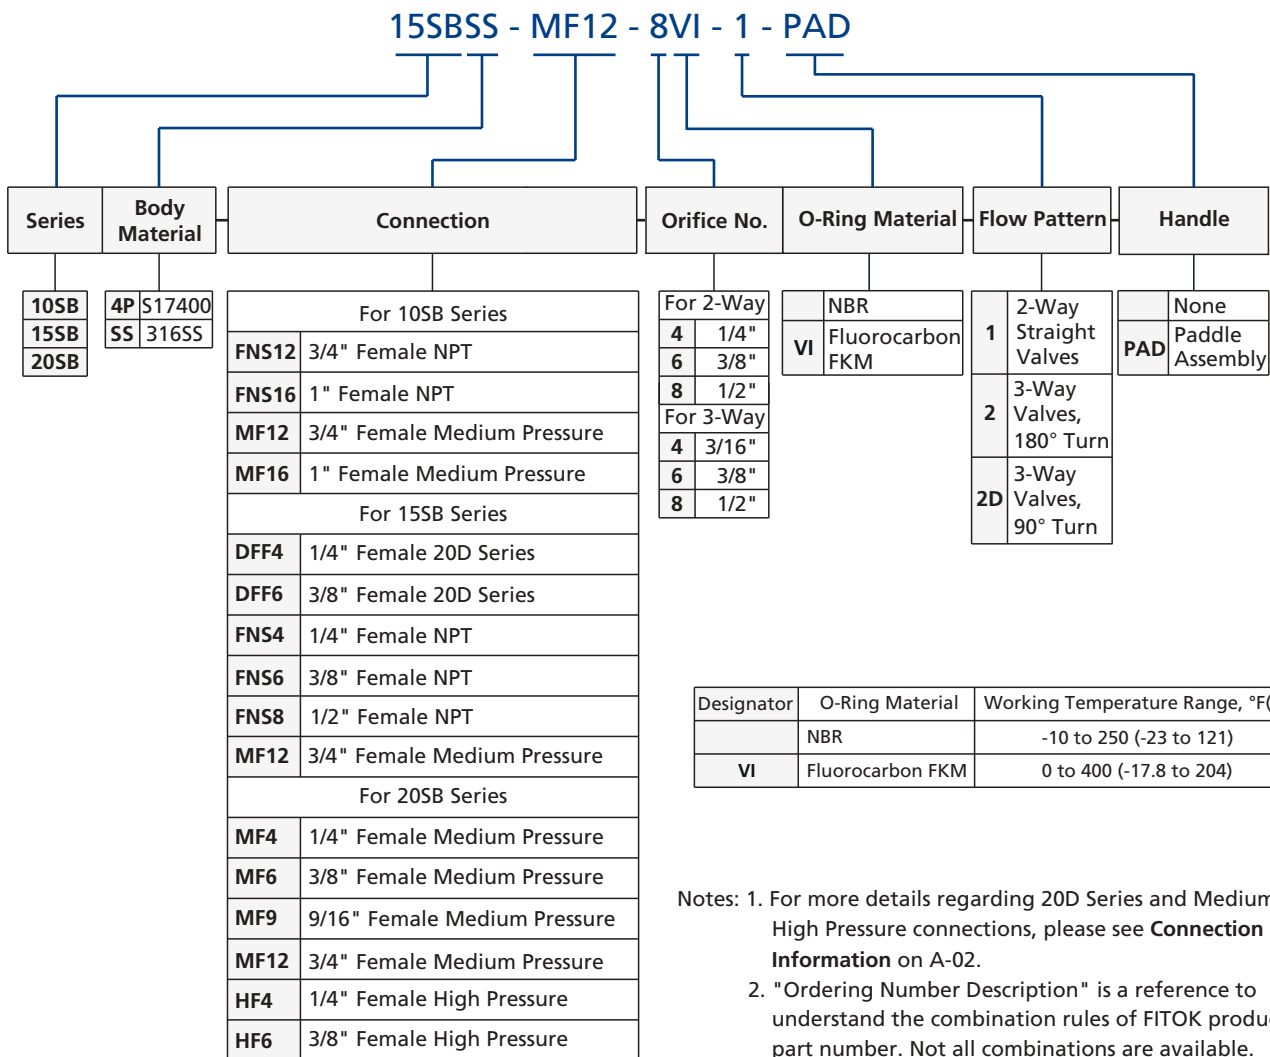 15SBSS - MF12 - 8VI - 1 - PAD
Series
Body
Material
Connection
Orifice No.
O-Ring Material
Flow Pattern
Handle
10SB
15SB
20SB
4P S17400
SS 316SS
For 10SB Series
FNS12 3/4" Female NPT
FNS16 1" Female NPT
MF12 3/4" Female Medium Pressure
MF16 1" Female Medium Pressure
For 15SB Series
DFF4 1/4" Female 20D Series
DFF6 3/8" Female 20D Series
FNS4 1/4" Female NPT
FNS6 3/8" Female NPT
FNS8 1/2" Female NPT
MF12 3/4" Female Medium Pressure
For 20SB Series
MF4 1/4" Female Medium Pressure
MF6 3/8" Female Medium Pressure
MF9 9/16" Female Medium Pressure
MF12 3/4" Female Medium Pressure
HF4 1/4" Female High Pressure
HF6 3/8" Female High Pressure
For 2-Way
4 1/4"
6 3/8"
8 1/2"
For 3-Way
4 3/16"
6 3/8"
8 1/2"
NBR
VI Fluorocarbon
FKM
1 2-Way
Straight
Valves
2 3-Way
Valves,
180° Turn
2D 3-Way
Valves,
90° Turn
None
PAD Paddle
Assembly
Designator O-Ring Material Working Temperature Range, °F(
NBR -10 to 250 (-23 to 121)
VI Fluorocarbon FKM 0 to 400 (-17.8 to 204)
Notes: 1. For more details regarding 20D Series and Medium
High Pressure connections, please see Connection
Information on A-02.
2. "Ordering Number Description" is a reference to
understand the combination rules of FITOK produc
part number. Not all combinations are available.